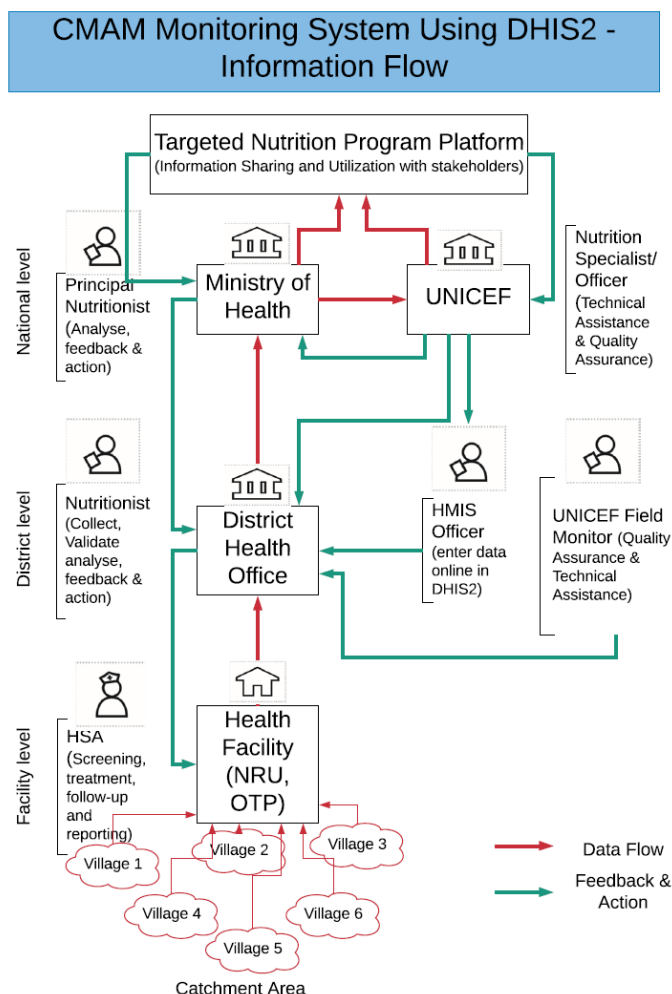 CMAM Monitoring System Using DHIS2 -
Information Flow
Targeted Nutrition Program Platform
(Information Sharing and Utilization with stakeholders)
National level
Principal
Nutritionist
(Analyse,
feedback &
action)
Ministry of
Health
UNICEF
Nutrition
Specialist/
Officer
(Technical
Assistance
& Quality
Assurance)
District level
Nutritionist
(Collect,
Validate
analyse,
feedback &
action)
District
Health
Office
HMIS
Officer
(enter data
online in
DHIS2)
UNICEF Field
Monitor (Quality
Assurance &
Technical
Assistance)
Facility level
HSA
(Screening,
treatment,
follow-up
and
reporting)
Health
Facility
(NRU,
OTP)
Village 1
Village 2
Village 3
Village 4
Village 5
Village 6
Catchment Area
Data Flow
Feedback &
Action